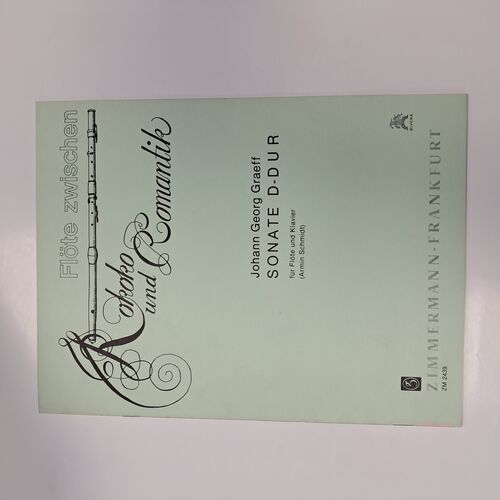 Flöte zwischen
Rokoko
und Romantik
Johann Georg Graeff
SONATE D-DUR
für Flöte und Klavier
(Armin Schmidt)
RIVERA
ZIMMERMANN-FRANKFURT
ZM 2439